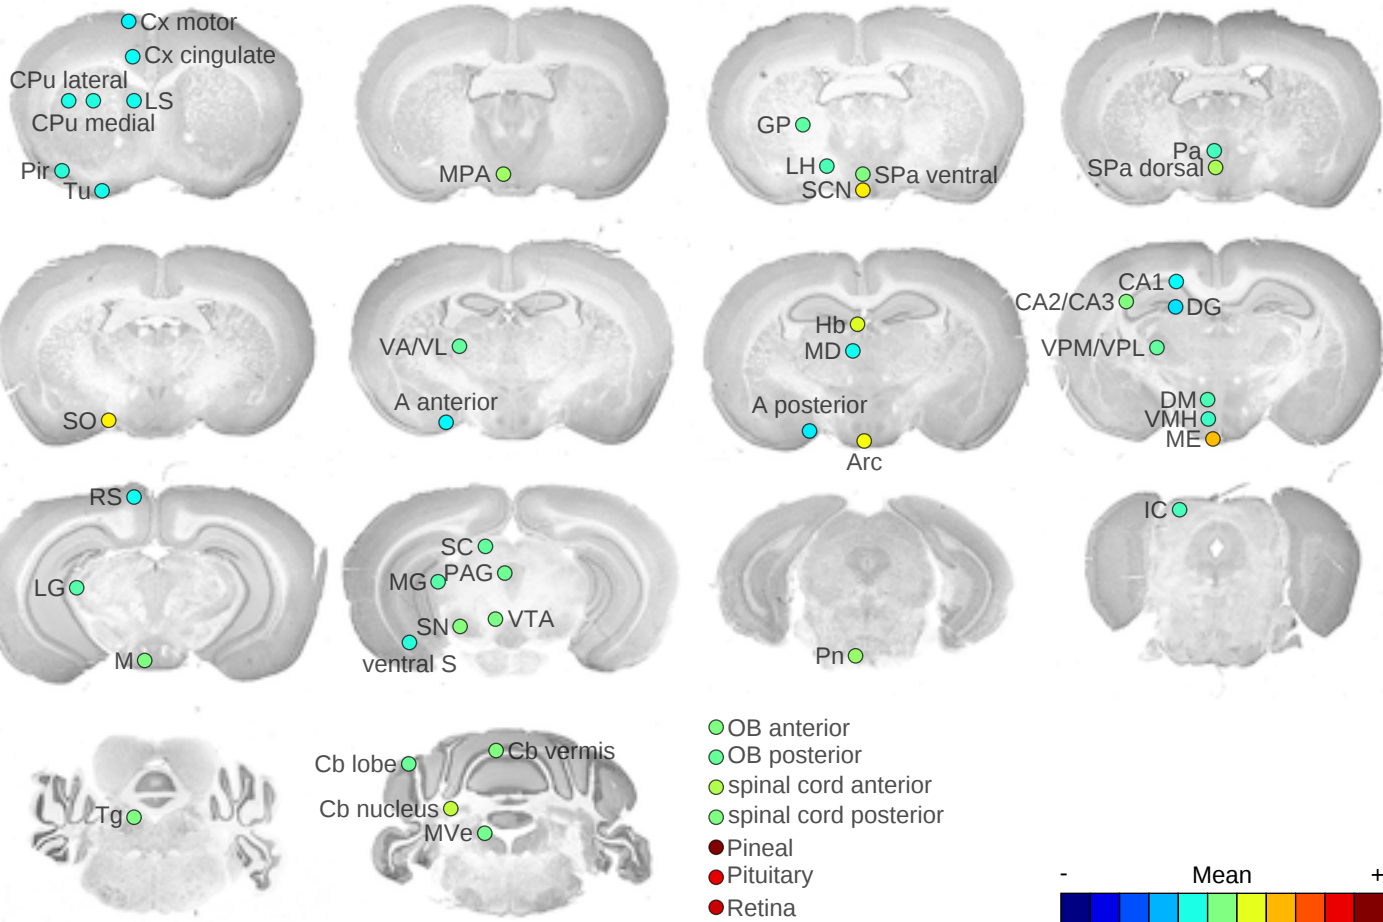 Cx motor
Cx cingulate
CPu lateral
LS
CPu medial
Pir
Tu
MPA
GP
LH
SPa ventral
SCN
Pa
SPa dorsal
SO
VA/VL
A anterior
Hb
MD
A posterior
Arc
CA1
CA2/CA3
DG
VPM/VPL
DM
VMH
ME
RS
LG
M
SC
PAG
MG
VTA
SN
ventral S
Pn
IC
Tg
Cb vermis
Cb lobe
Cb nucleus
MVe
OB anterior
OB posterior
spinal cord anterior
spinal cord posterior
Pineal
Pituitary
Retina
- Mean +